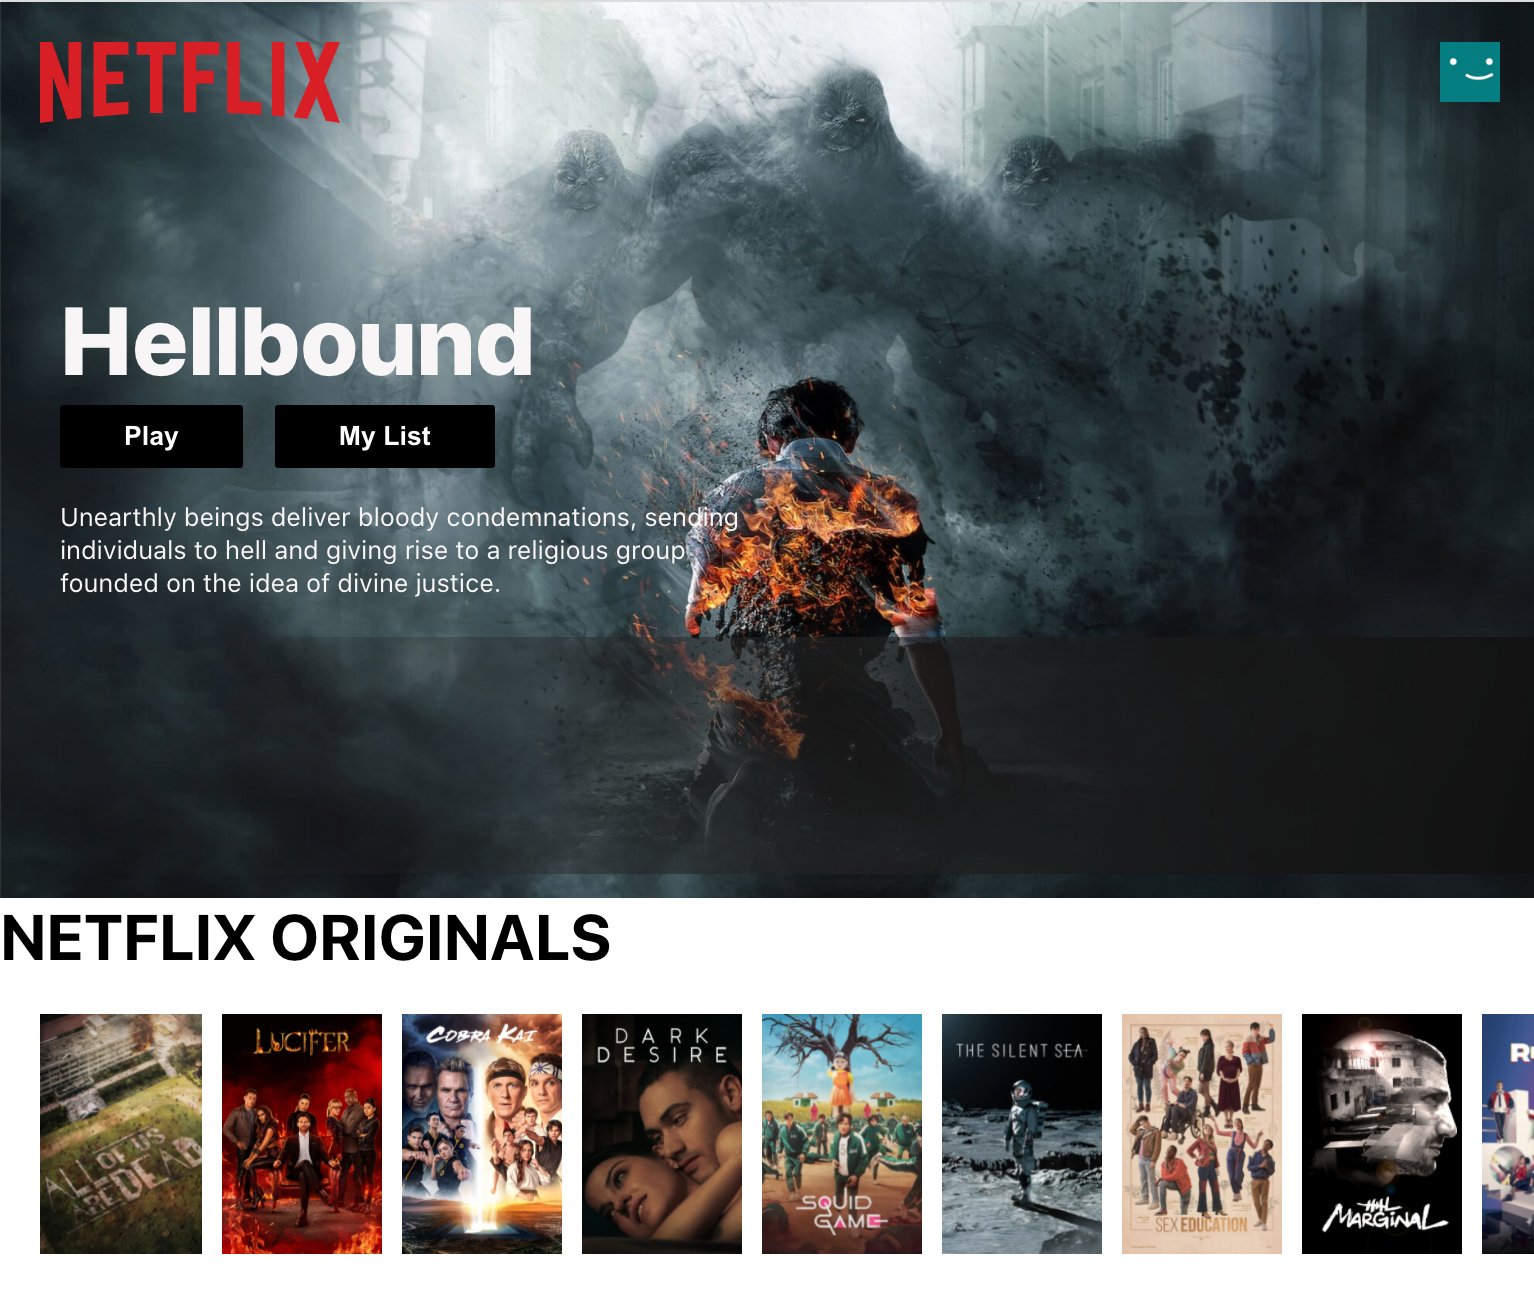 NETFLIX
Hellbound
Play
My List
Unearthly beings deliver bloody condemnations, sending
individuals to hell and giving rise to a religious group
founded on the idea of divine justice.
NETFLIX ORIGINALS
ALL OF US
ARE DEAD
LUCIFER
COBRA KAI
DARK
DESIRE
SQUID
GAME
THE SILENT SEA
SEX EDUCATION
MARGINAL